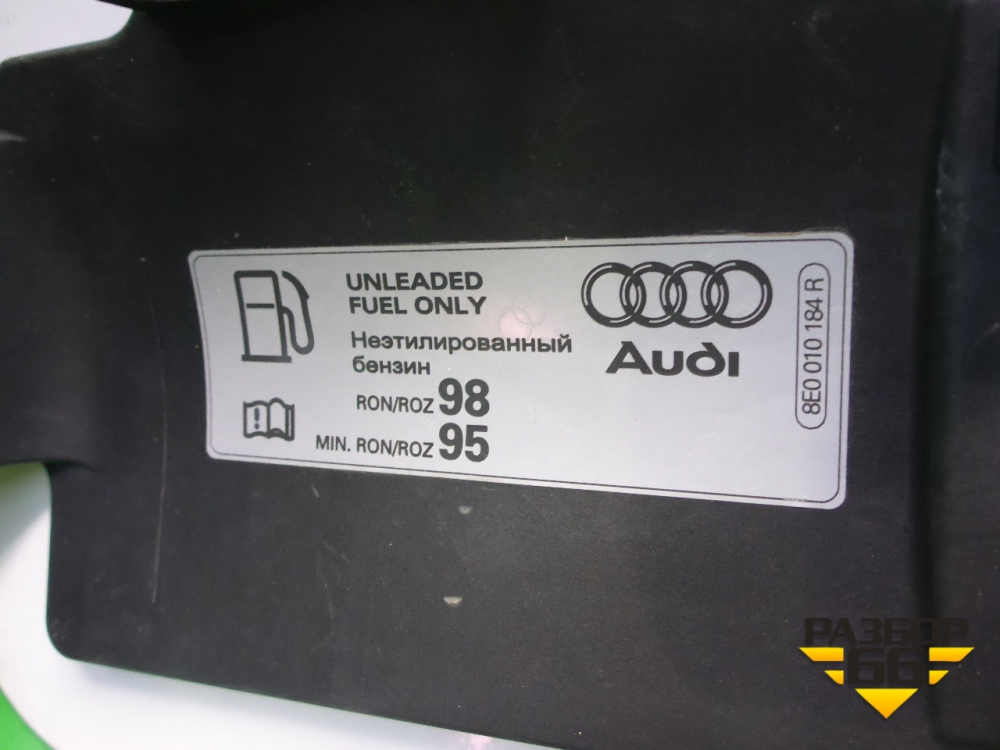 UNLEADED
FUEL ONLY
Неэтилированный
бензин
RON/ROZ 98
MIN. RON/ROZ 95
Audi
8E0 010 184 R
РАЗБОР
66